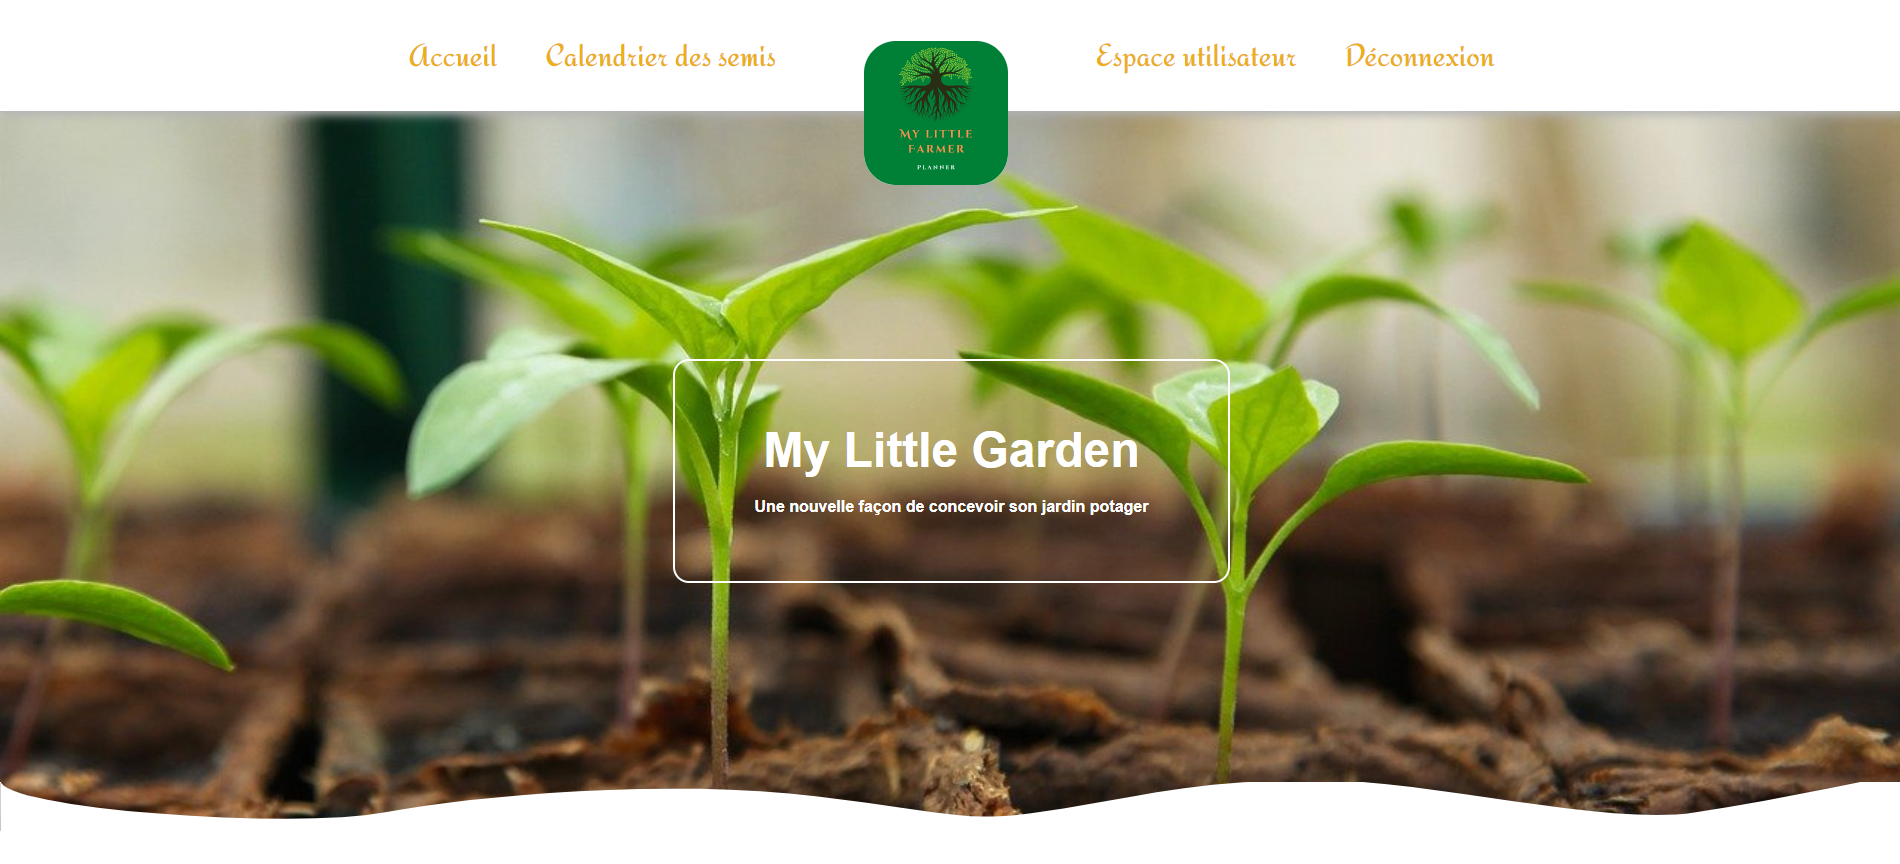 Accueil
Calendrier des semis
MY LITTLE
FARMER
PLANNER
Espace utilisateur
Déconnexion
My Little Garden
Une nouvelle façon de concevoir son jardin potager